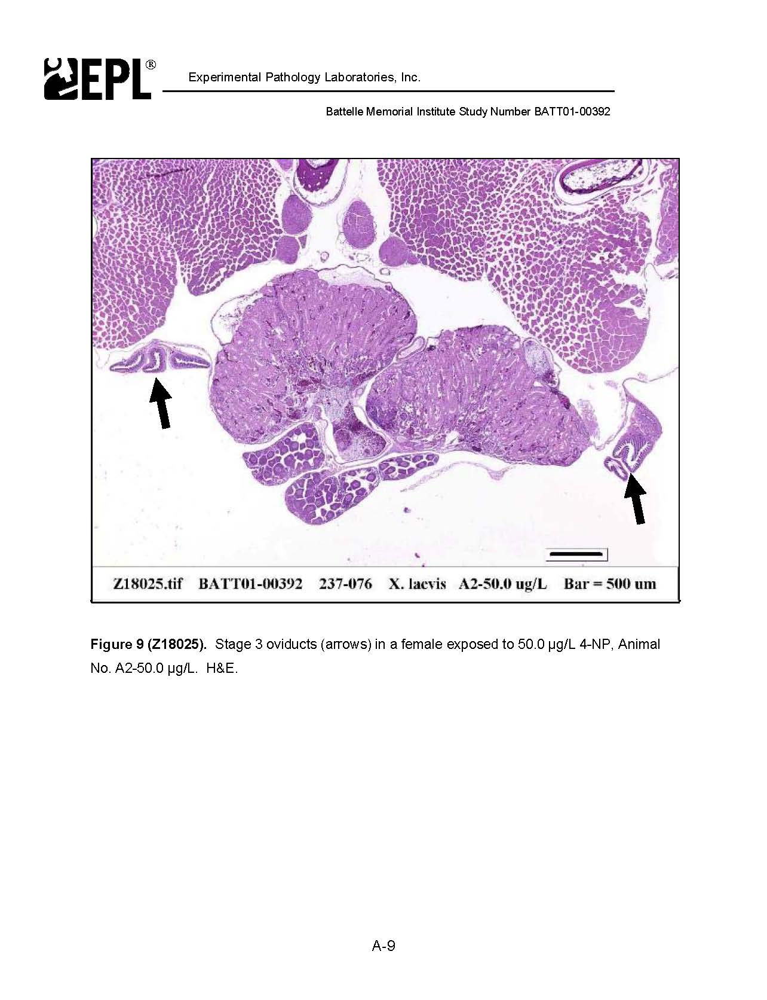 EPL®
Experimental Pathology Laboratories, Inc.
Battelle Memorial Institute Study Number BATT01-00392
Z18025.tif BATT01-00392 237-076 X. laevis A2-50.0 ug/L Bar = 500 um
Figure 9 (Z18025). Stage 3 oviducts (arrows) in a female exposed to 50.0 µg/L 4-NP, Animal
No. A2-50.0 µg/L. H&E.
A-9